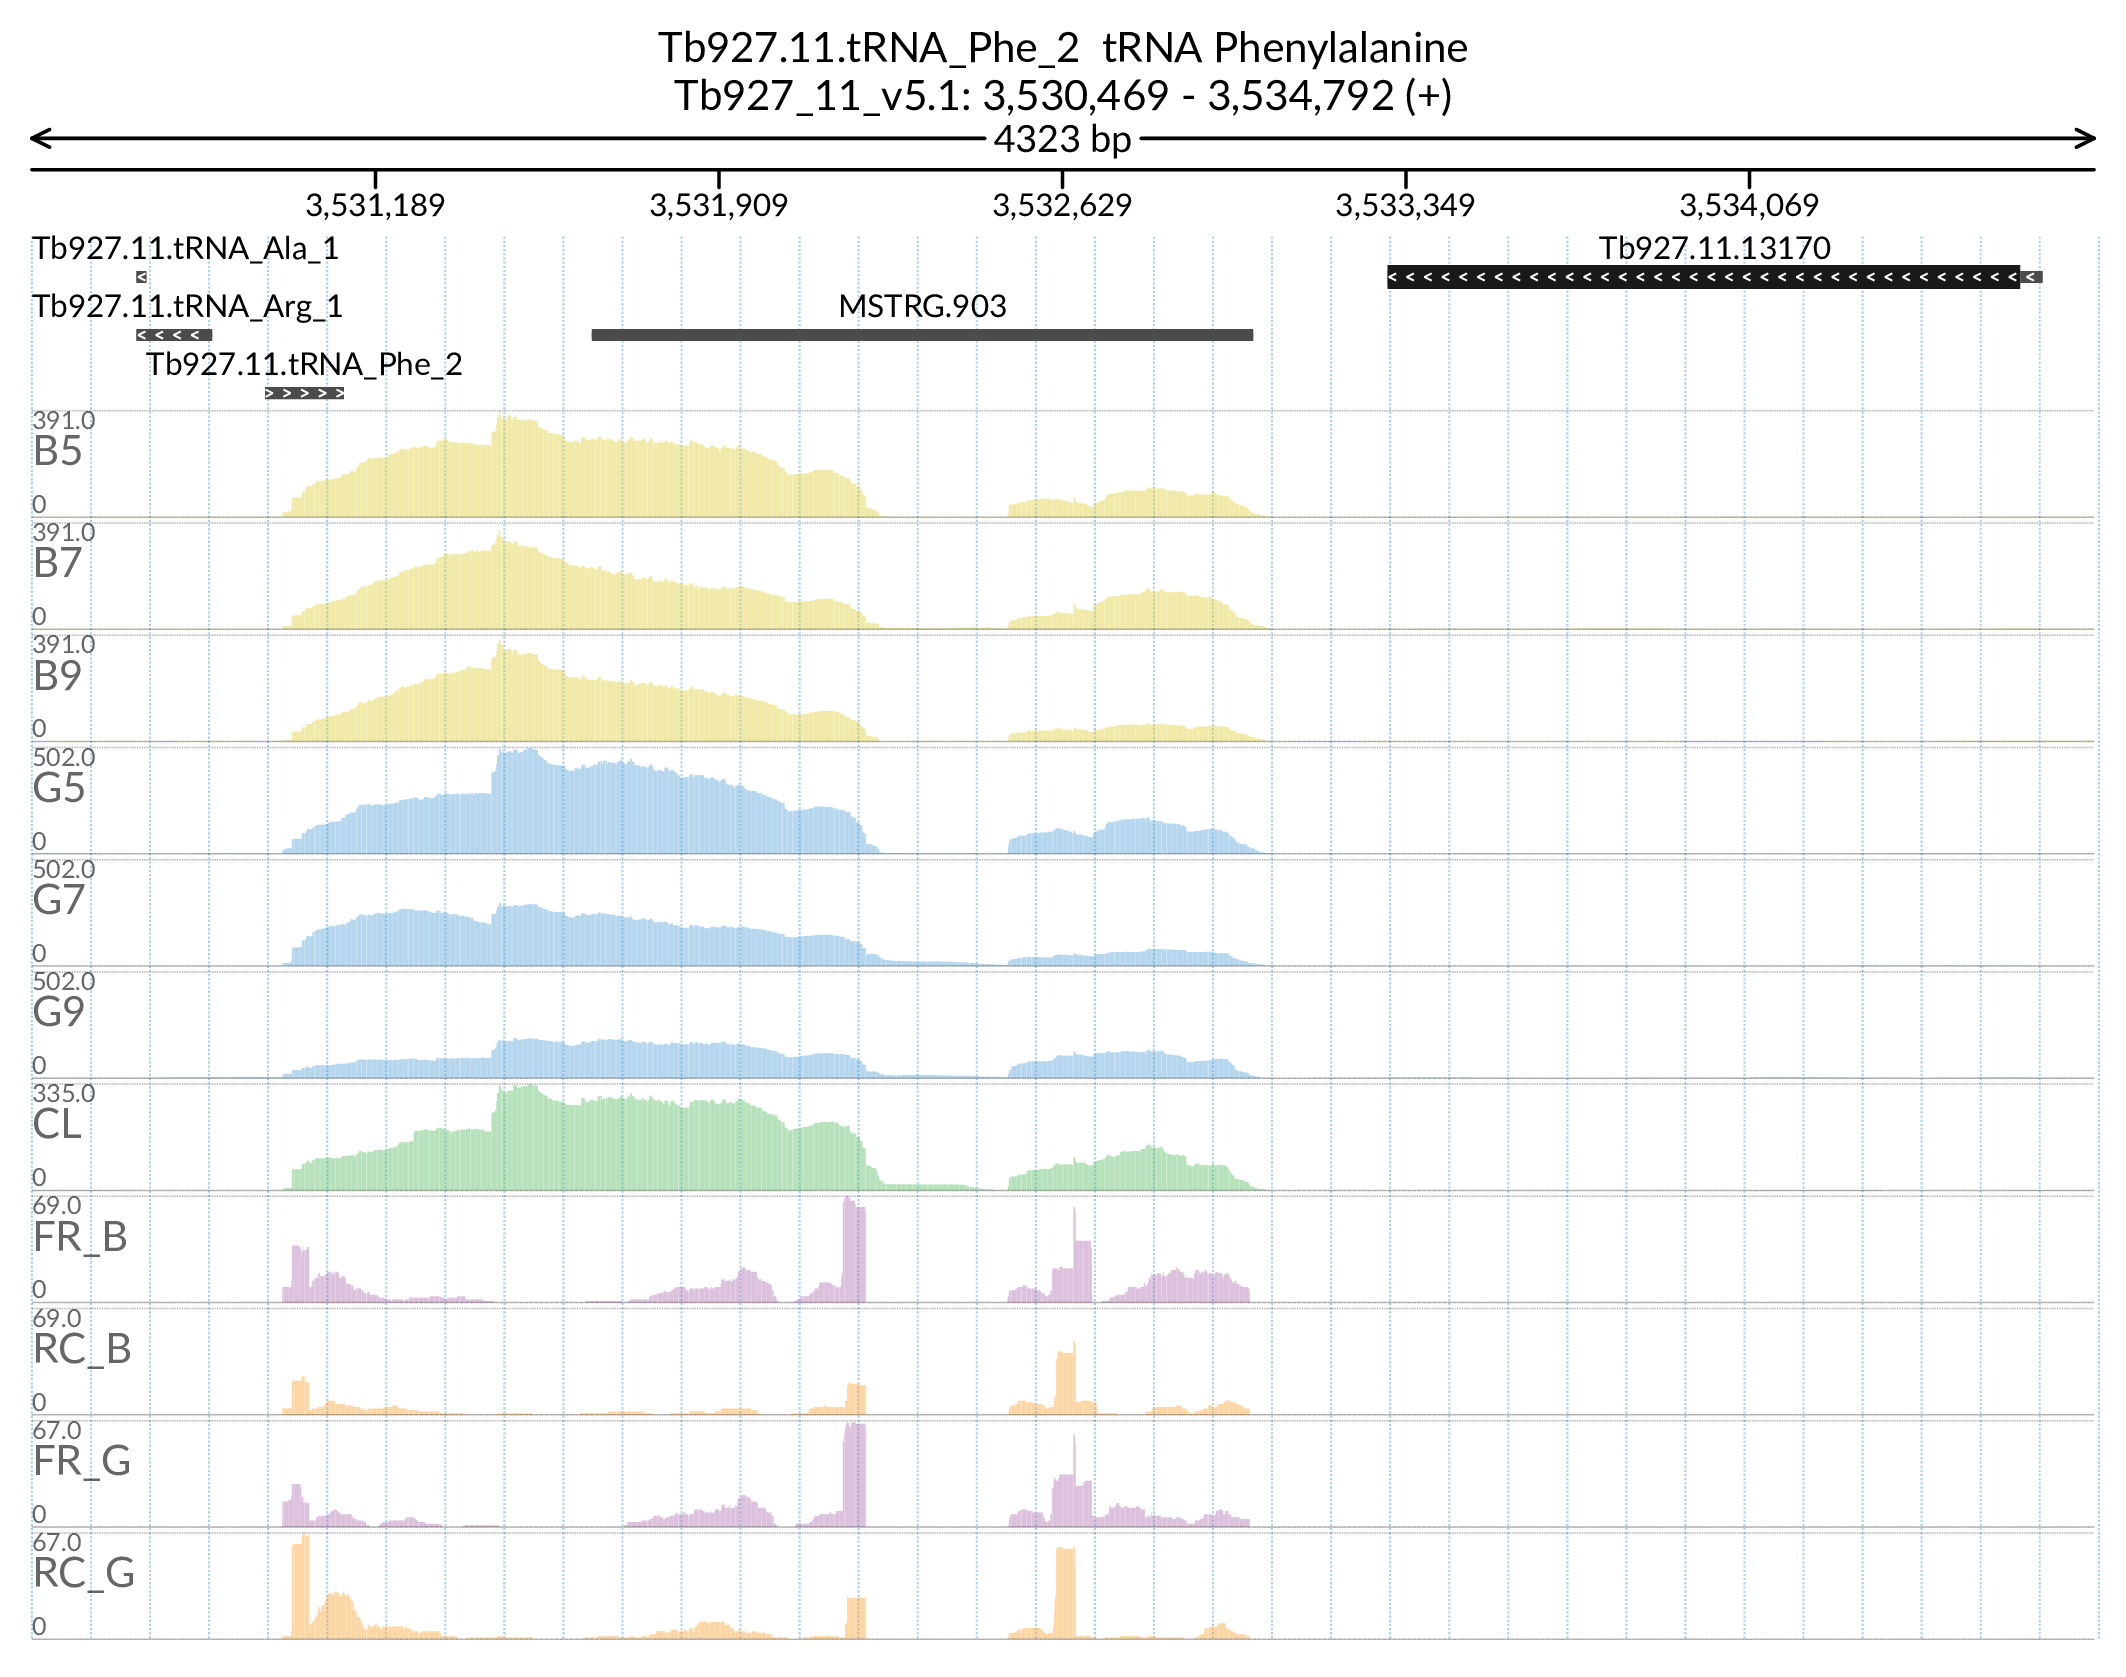 Tb927.11.tRNA_Phe_2 tRNA Phenylalanine
Tb927_11_v5.1: 3,530,469 - 3,534,792 (+)
4323 bp
3,531,189 3,531,909 3,532,629 3,533,349 3,534,069
Tb927.11.tRNA_Ala_1 Tb927.11.13170
Tb927.11.tRNA_Arg_1 MSTRG.903
Tb927.11.tRNA_Phe_2
391.0
B5
0
391.0
B7
0
391.0
B9
0
502.0
G5
0
502.0
G7
0
502.0
G9
0
335.0
CL
0
69.0
FR_B
0
69.0
RC_B
0
67.0
FR_G
0
67.0
RC_G
0